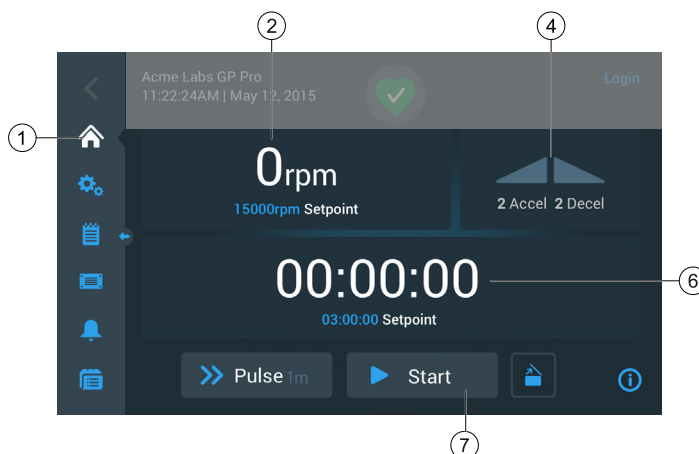 2
4
Acme Labs GP Pro
Login
11:22:24AM | May 12, 2015
1
0rpm
15000rpm Setpoint
2 Accel 2 Decel
00:00:00
6
03:00:00 Setpoint
Pulse 1m
Start
7